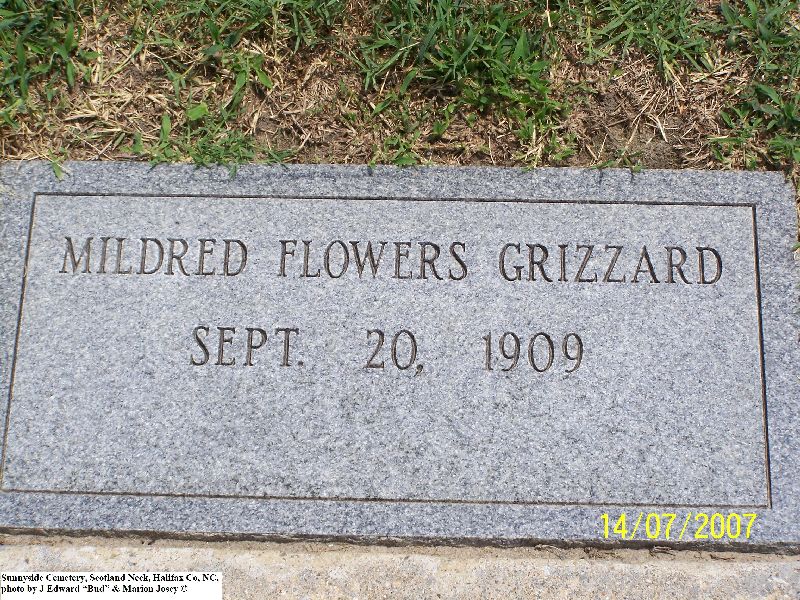 MILDRED FLOWERS GRIZZARD
SEPT. 20, 1909
14/07/2007
Sunnyside Cemetery, Scotland Neck, Halifax Co, NC,
photo by J Edward "Bud" & Marion Josey ©